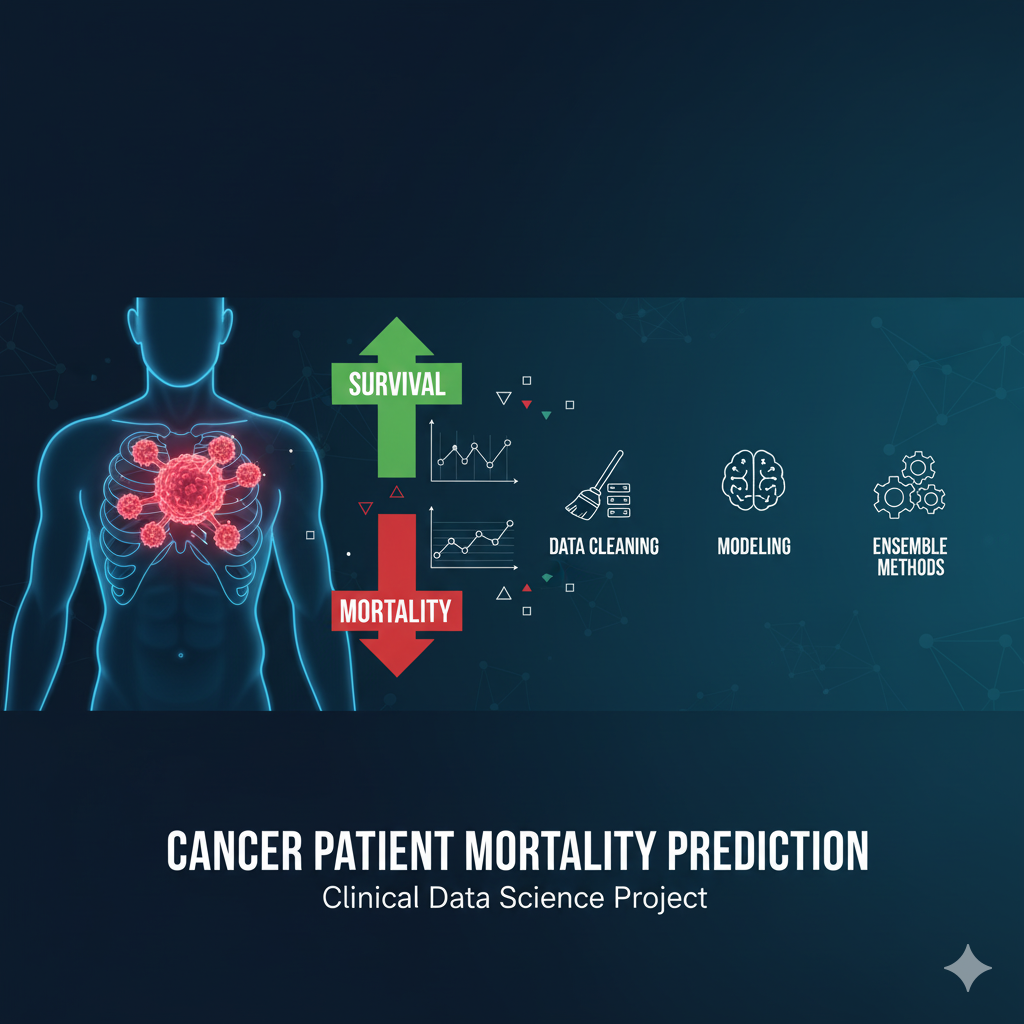 SURVIVAL
MORTALITY
DATA CLEANING
MODELING
ENSEMBLE
METHODS
CANCER PATIENT MORTALITY PREDICTION
Clinical Data Science Project